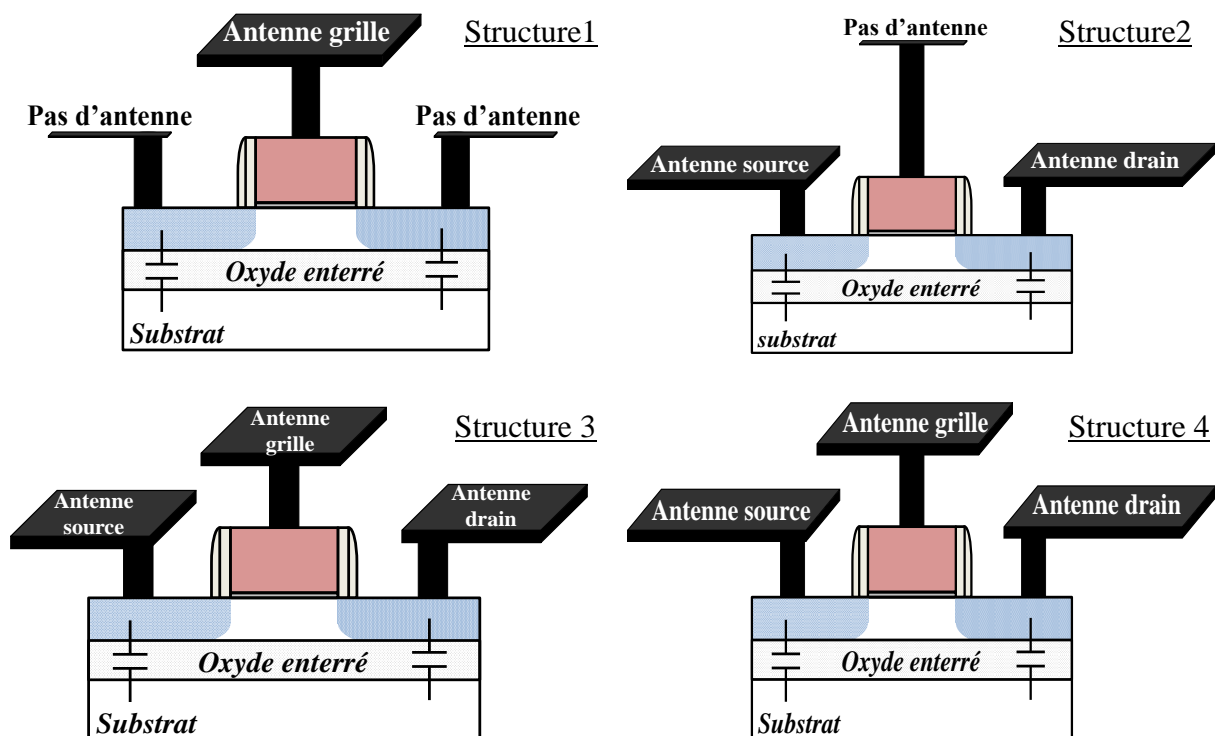 Antenne grille
Structure1
Pas d'antenne
Pas d'antenne
Oxyde enterré
Substrat
Pas d'antenne
Structure2
Antenne source
Antenne drain
Oxyde enterré
substrat
Antenne
grille
Structure 3
Antenne
source
Antenne
drain
Oxyde enterré
Substrat
Antenne grille
Structure 4
Antenne source
Antenne drain
Oxyde enterré
Substrat